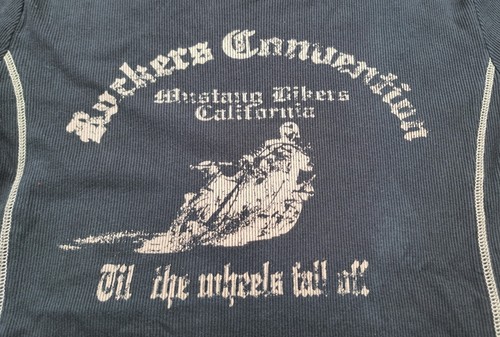 Rockers Convention
Mustang Bikers
California
Til the wheels fall off